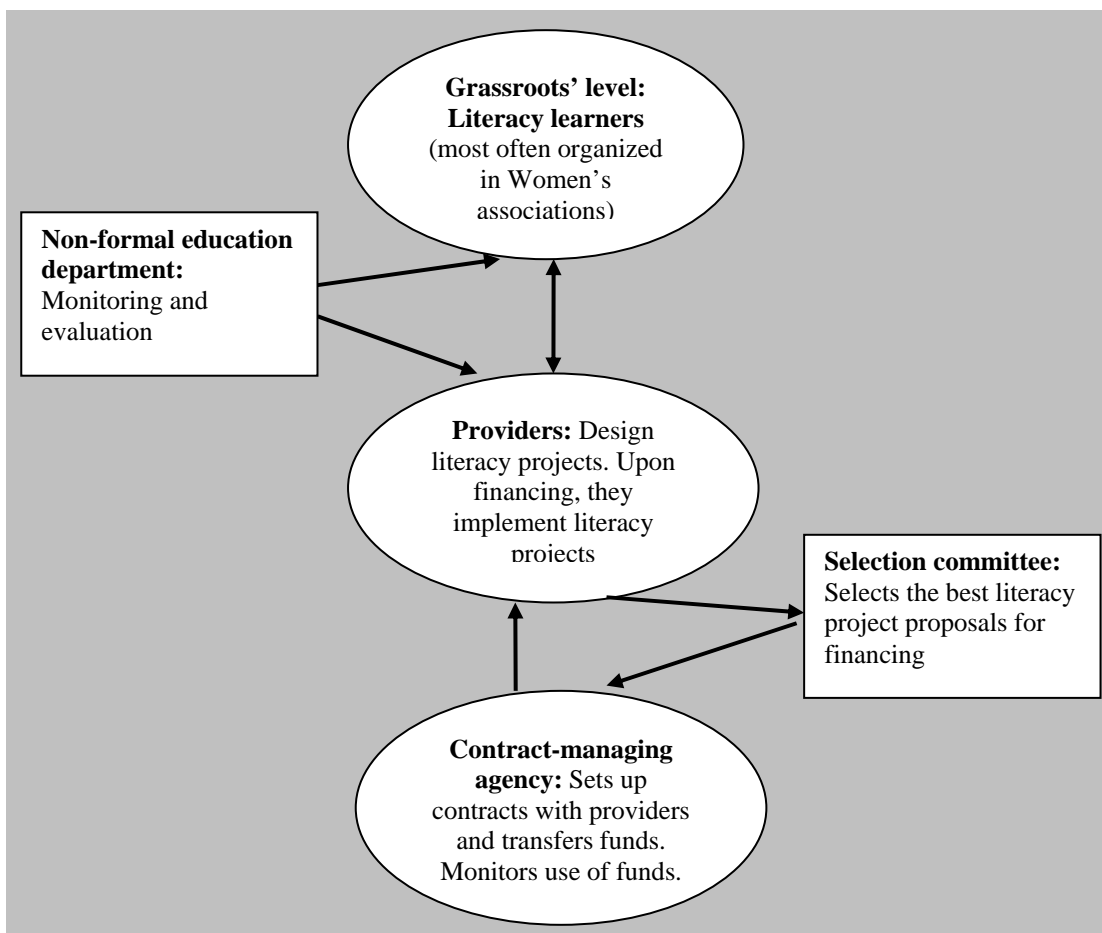 Grassroots’ level:
Literacy learners
(most often organized
in Women’s
associations)
Non-formal education
department:
Monitoring and
evaluation
Providers: Design
literacy projects. Upon
financing, they
implement literacy
projects
Selection committee:
Selects the best literacy
project proposals for
financing
Contract-managing
agency: Sets up
contracts with providers
and transfers funds.
Monitors use of funds.